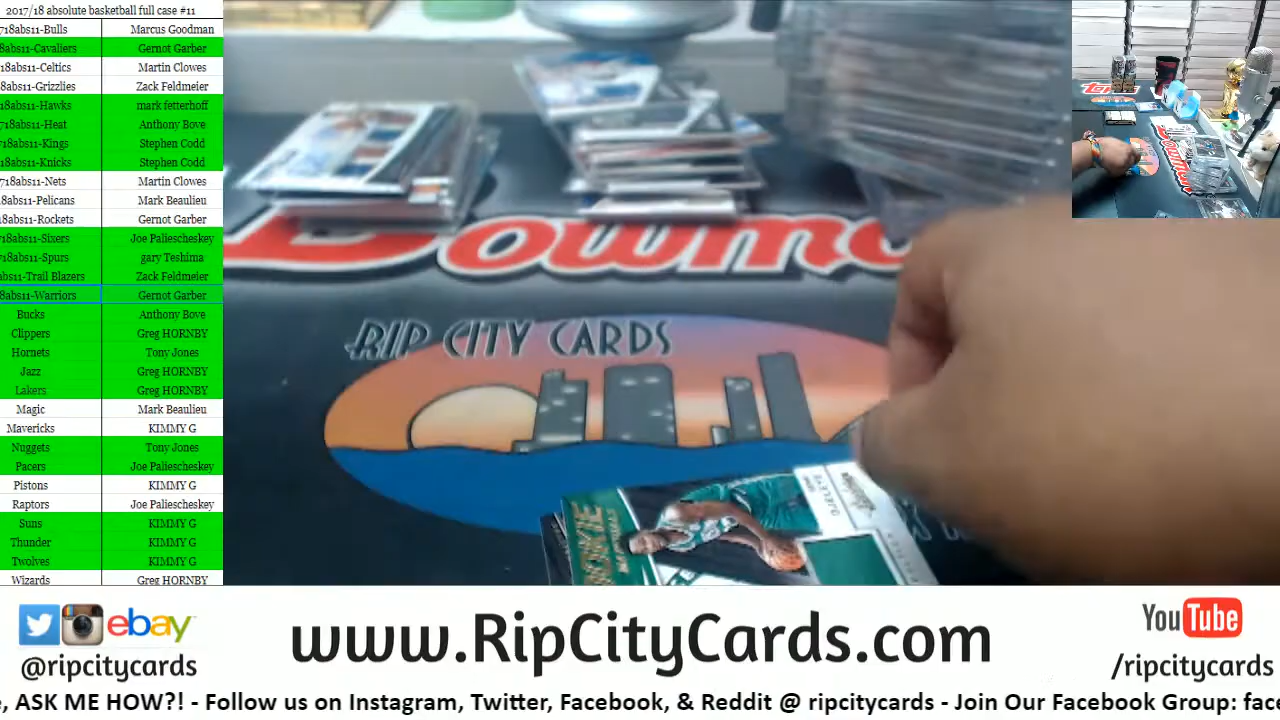 2017/18 absolute basketball full case #11
718abs11-Bulls Marcus Goodman
8abs11-Cavaliers Gernot Garber
18abs11-Celtics Martin Clowes
18abs11-Grizzlies Zack Feldmeier
18abs11-Hawks mark fetterhoff
718abs11-Heat Anthony Bove
18abs11-Kings Stephen Codd
18abs11-Knicks Stephen Codd
718abs11-Nets Martin Clowes
18abs11-Pelicans Mark Beaulieu
18abs11-Rockets Gernot Garber
18abs11-Sixers Joe Paliescheskey
18abs11-Spurs gary Teshima
abs11-Trail Blazers Zack Feldmeier
8abs11-Warriors Gernot Garber
Bucks Anthony Bove
Clippers Greg HORNBY
Hornets Tony Jones
Jazz Greg HORNBY
Lakers Greg HORNBY
Magic Mark Beaulieu
Mavericks KIMMY G
Nuggets Tony Jones
Pacers Joe Paliescheskey
Pistons KIMMY G
Raptors Joe Paliescheskey
Suns KIMMY G
Thunder KIMMY G
Twolves KIMMY G
Wizards Greg HORNBY
Bowm
RIP CITY CARDS
ebay
@ripcitycards
www.RipCityCards.com
YouTube
/ripcitycards
, ASK ME HOW?! - Follow us on Instagram, Twitter, Facebook, & Reddit @ ripcitycards - Join Our Facebook Group: face